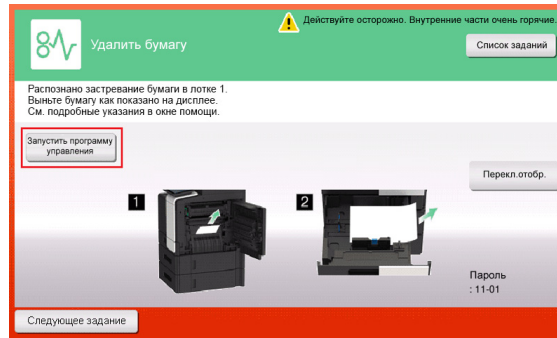 Действуйте осторожно. Внутренние части очень горячие.
Удалить бумагу
Список заданий
Распознано застревание бумаги в лотке 1.
Выньте бумагу как показано на дисплее.
См. подробные указания в окне помощи.
Запустить программу
управления
Перекл.отобр.
1
2
Пароль
: 11-01
Следующее задание